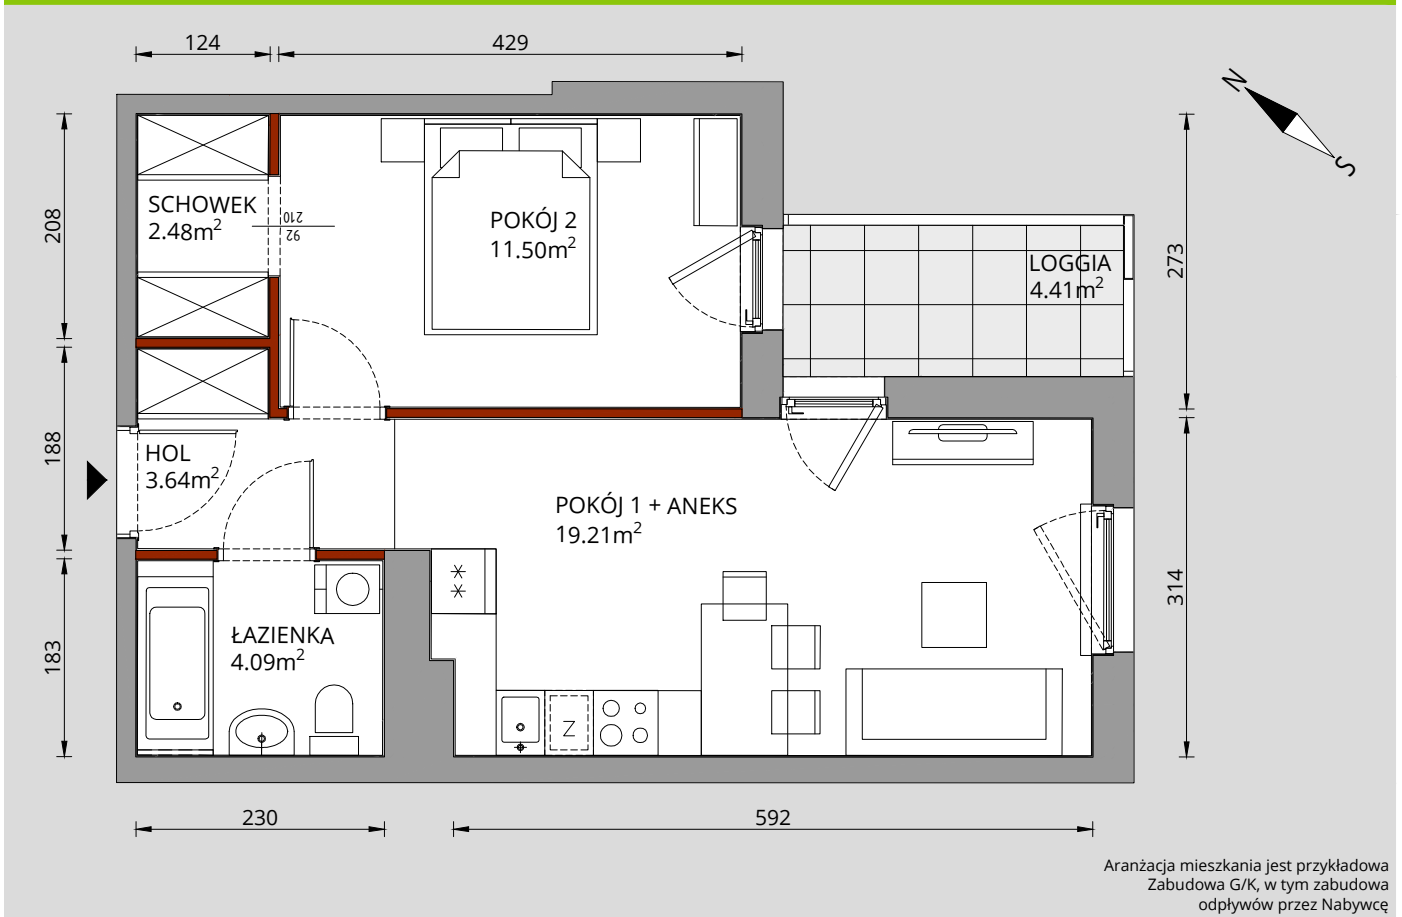 124
429
N
S
SCHOWEK
2.48m²
210
92
POKÓJ 2
11.50m²
LOGGIA
4.41m²
208
273
188
HOL
3.64m²
POKÓJ 1 + ANEKS
19.21m²
314
183
ŁAZIENKA
4.09m²
Z
230
592
Aranżacja mieszkania jest przykładowa
Zabudowa G/K, w tym zabudowa
odpływów przez Nabywcę